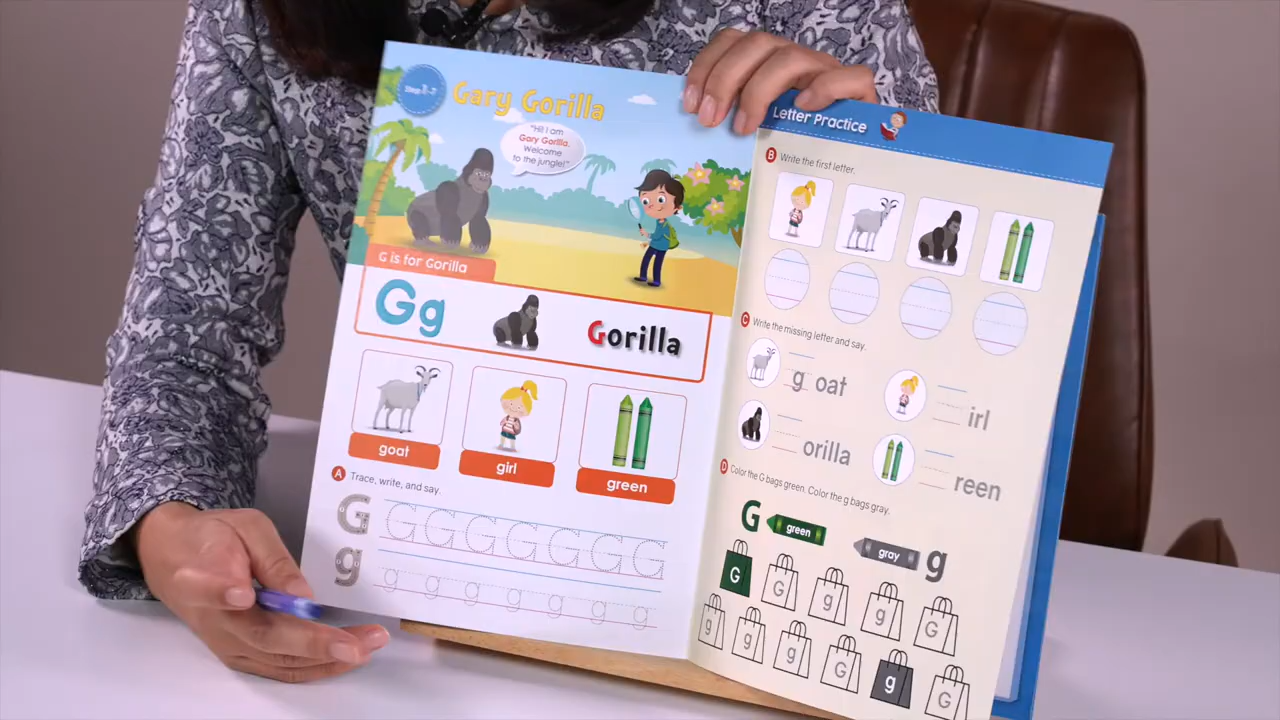 Step 1-7
Gary Gorilla
"Hi! I am
Gary Gorilla.
Welcome
to the jungle!"
G is for Gorilla
Gg
Gorilla
goat
girl
green
A Trace, write, and say.
G G G G G G G G
g g g g g g g g
Letter Practice
B Write the first letter.
C Write the missing letter and say.
g oat
irl
orilla
reen
D Color the G bags green. Color the g bags gray.
G green
gray g
G G g g G
g g g G g G